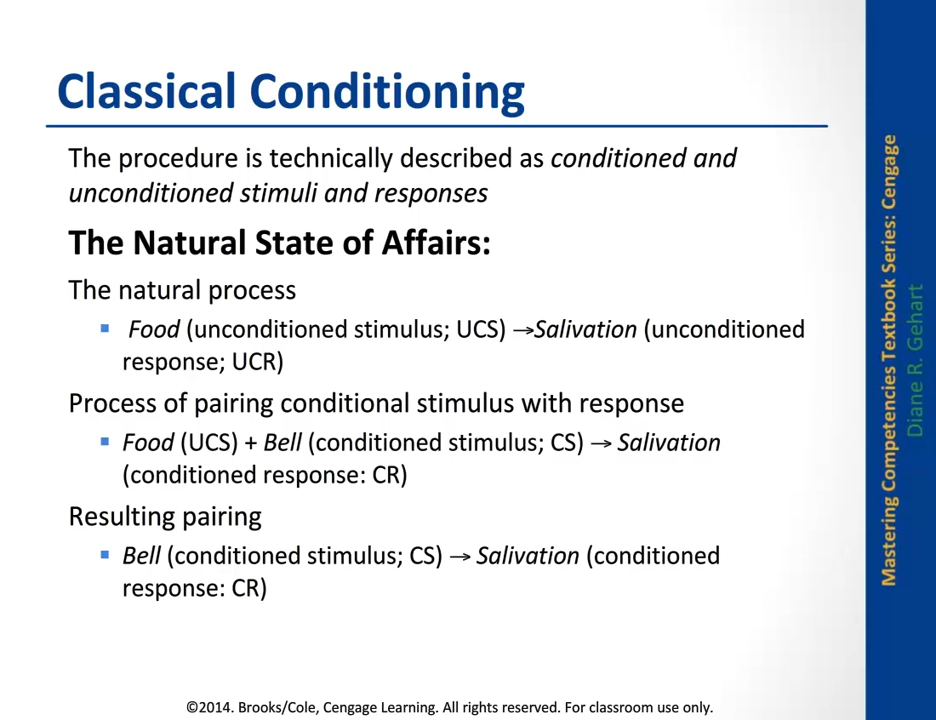 Classical Conditioning
The procedure is technically described as conditioned and
unconditioned stimuli and responses
The Natural State of Affairs:
The natural process
▪ Food (unconditioned stimulus; UCS) →Salivation (unconditioned
response; UCR)
Process of pairing conditional stimulus with response
▪ Food (UCS) + Bell (conditioned stimulus; CS) → Salivation
(conditioned response: CR)
Resulting pairing
▪ Bell (conditioned stimulus; CS) → Salivation (conditioned
response: CR)
©2014. Brooks/Cole, Cengage Learning. All rights reserved. For classroom use only.
Mastering Competencies Textbook Series: Cengage
Diane R. Gehart